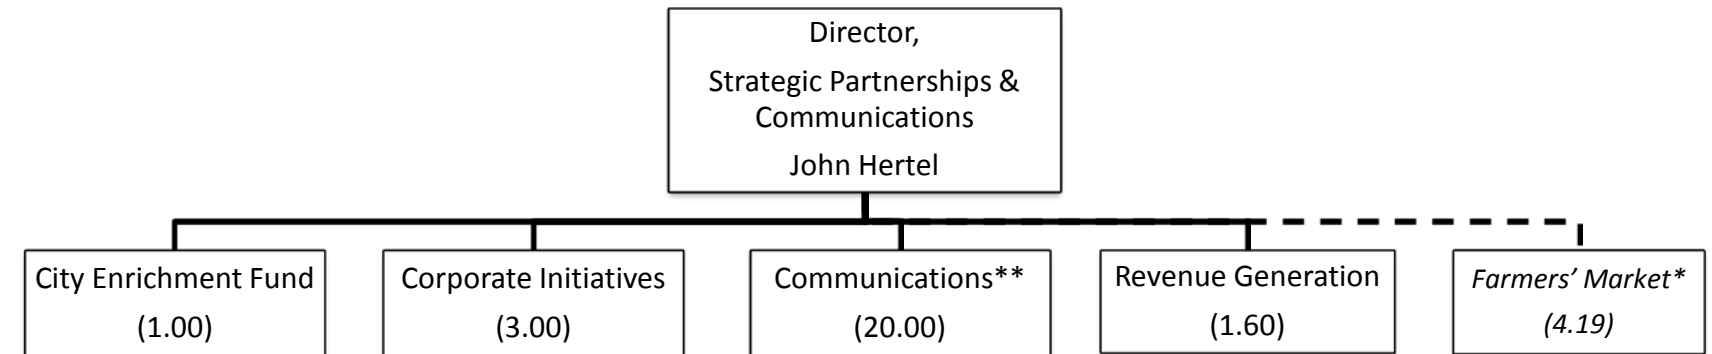 Director,
Strategic Partnerships &
Communications
John Hertel
City Enrichment Fund
(1.00)
Corporate Initiatives
(3.00)
Communications**
(20.00)
Revenue Generation
(1.60)
Farmers’ Market*
(4.19)